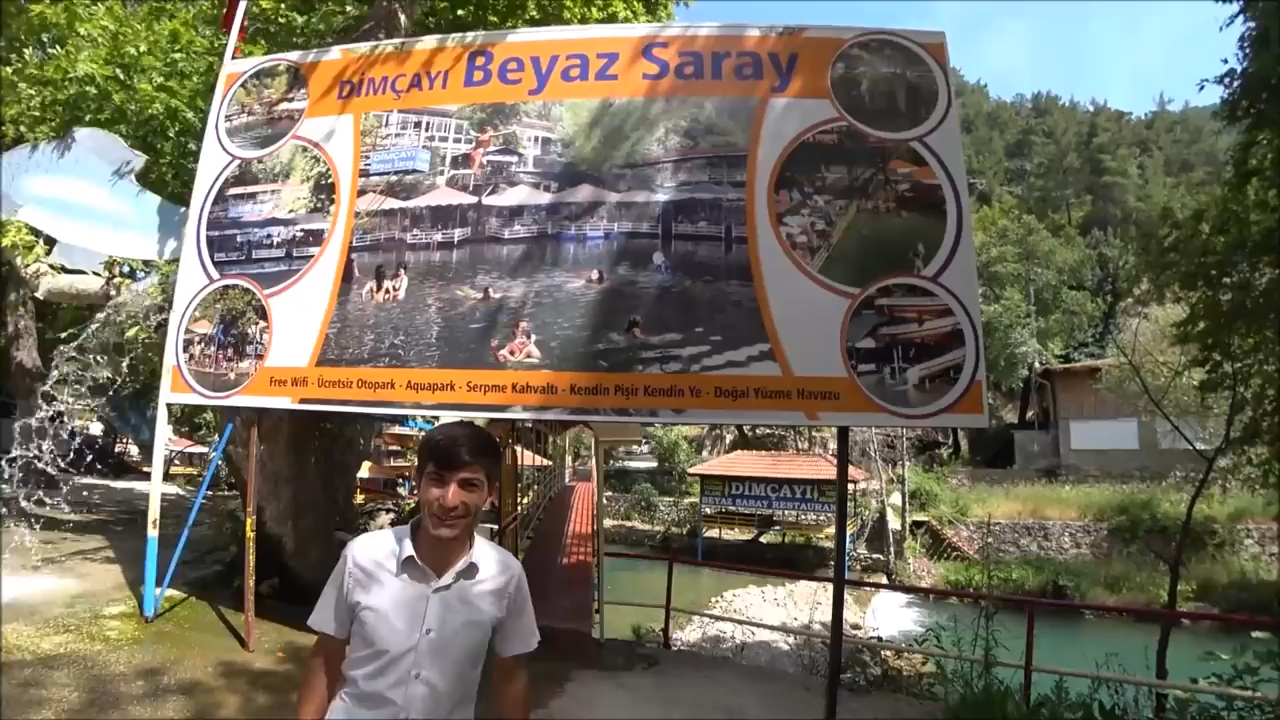 DİMÇAYI Beyaz Saray
DİMÇAYI
Beyaz Saray
Free Wifi - Ücretsiz Otopark - Aquapark - Serpme Kahvaltı - Kendin Pişir Kendin Ye - Doğal Yüzme Havuzu
DİMÇAYI
BEYAZ SARAY RESTAURAN